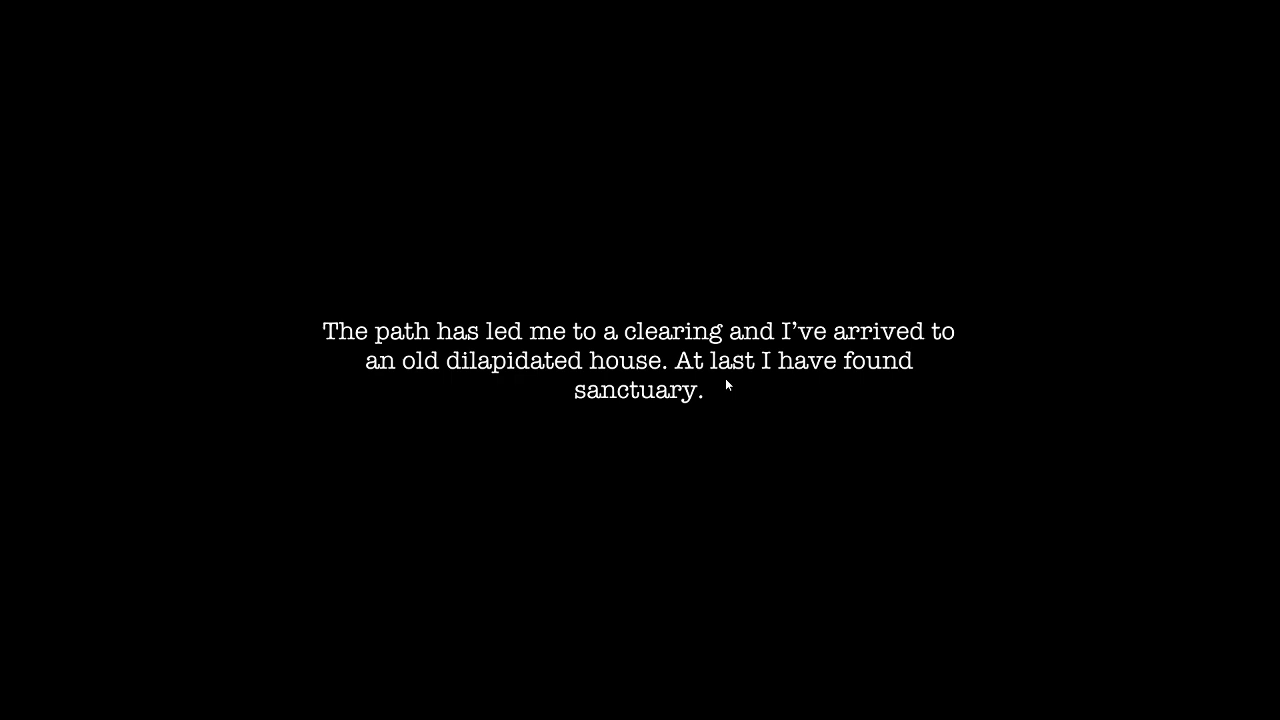 The path has led me to a clearing and I’ve arrived to
an old dilapidated house. At last I have found
sanctuary.